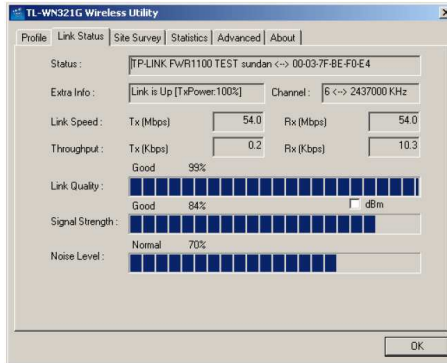 TL-WN321G Wireless Utility
Profile Link Status Site Survey Statistics Advanced About
Status : TP-LINK FWR1100 TEST sundan <--> 00-03-7F-BE-F0-E4
Extra Info : Link is Up [TxPower:100%] Channel : 6 <--> 2437000 KHz
Link Speed : Tx (Mbps) 54.0 Rx (Mbps) 54.0
Throughput : Tx (Kbps) 0.2 Rx (Kbps) 10.3
Good 99%
Link Quality :
Good 84% dBm
Signal Strength :
Normal 70%
Noise Level :
OK